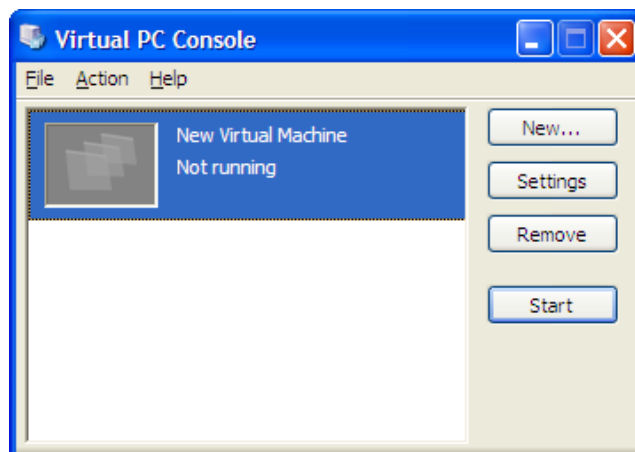 Virtual PC Console
File Action Help
New Virtual Machine
Not running
New...
Settings
Remove
Start